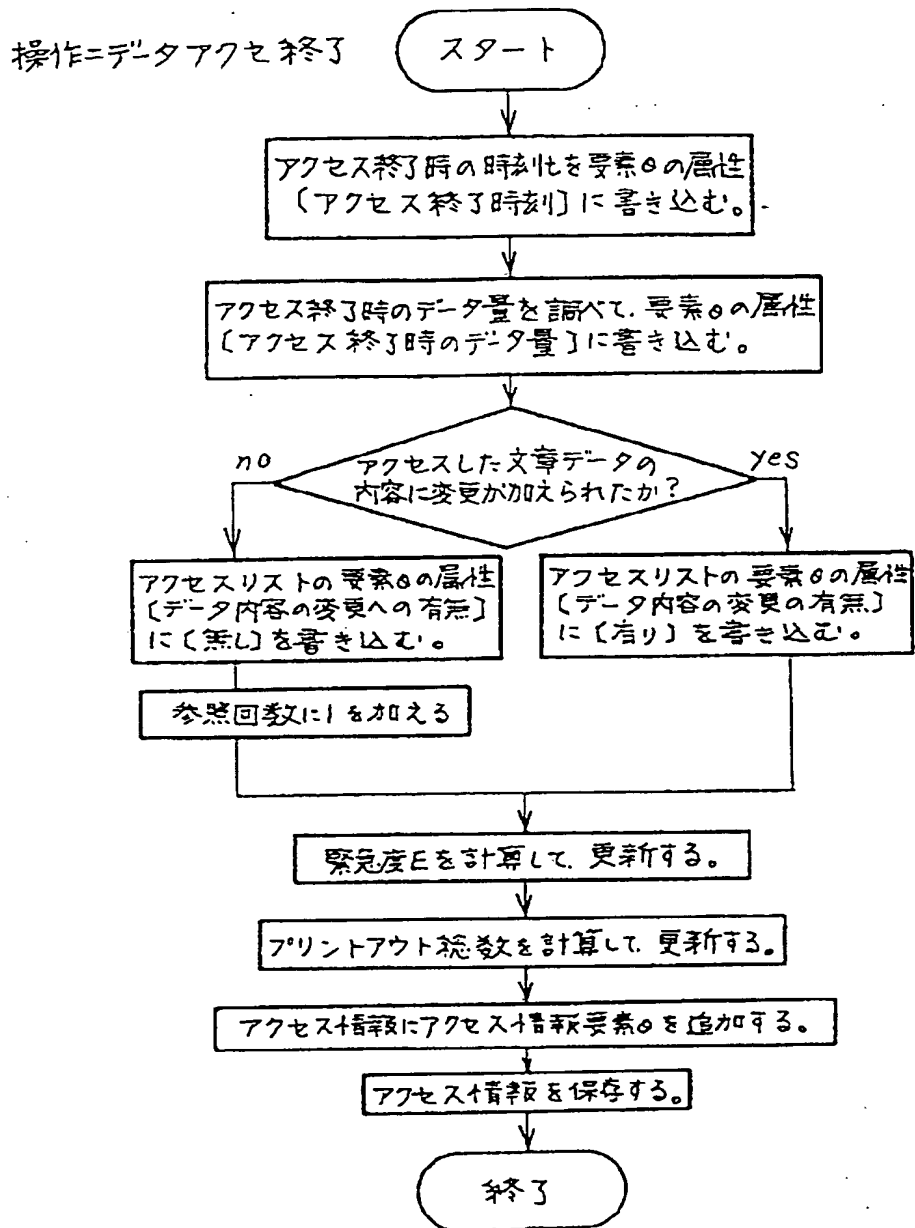 操作=データアクセ終了
スタート
アクセス終了時の時刻tを要素θの属性
〔アクセス終了時刻〕に書き込む。
アクセス終了時のデータ量を調べて、要素θの属性
〔アクセス終了時のデータ量〕に書き込む。
no
yes
アクセスした文章データの
内容に変更が加えられたか?
アクセスリストの要素θの属性
〔データ内容の変更への有無〕
に〔無し〕を書き込む。
アクセスリストの要素θの属性
〔データ内容の変更の有無〕
に〔有り〕を書き込む。
参照回数に1を加える
緊急度Eを計算して、更新する。
プリントアウト総数を計算して、更新する。
アクセス情報にアクセス情報要素θを追加する。
アクセス情報を保存する。
終了